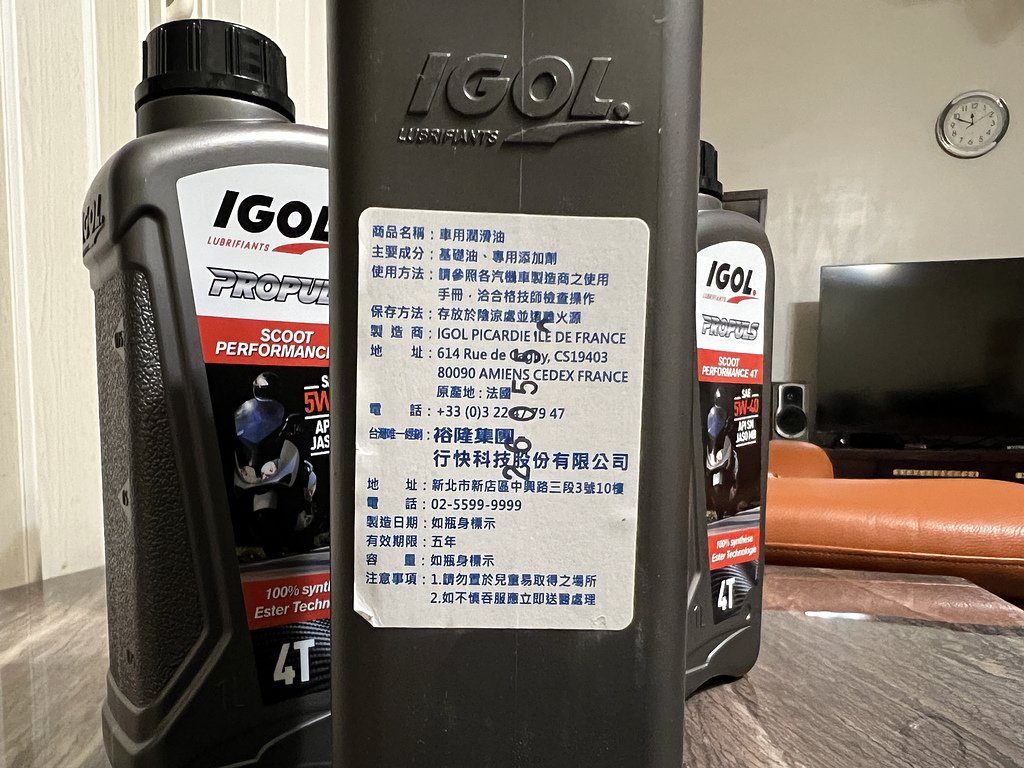 IGOL
LUBRIFIANTS
PROPUL
SCOOT
PERFORMANCE
5W
API
JASO
100% synth
Ester Techn
4T
IGOL.
LUBRIFIANTS
商品名稱：車用潤滑油
主要成分：基礎油、專用添加劑
使用方法：請參照各汽機車製造商之使用
手冊，洽合格技師檢查操作
保存方法：存放於陰涼處並遠離火源
製造商：IGOL PICARDIE ILE DE FRANCE
地　　址：614 Rue de , CS19403
80090 AMIENS CEDEX FRANCE
原產地：法國
電　　話：+33 (0)3 22 79 47
台灣唯一經銷：裕隆集團
行快科技股份有限公司
地　　址：新北市新店區中興路三段3號10樓
電　　話：02-5599-9999
製造日期：如瓶身標示
有效期限：五年
容　　量：如瓶身標示
注意事項：1.請勿置於兒童易取得之場所
2.如不慎吞服應立即送醫處理
IGOL.
LUBRIFIANTS
PROPULS
SCOOT
PERFORMANCE 4T
SAE
5W-40
API SN
JASO MB
100% synthèse
Ester Technologie
4T